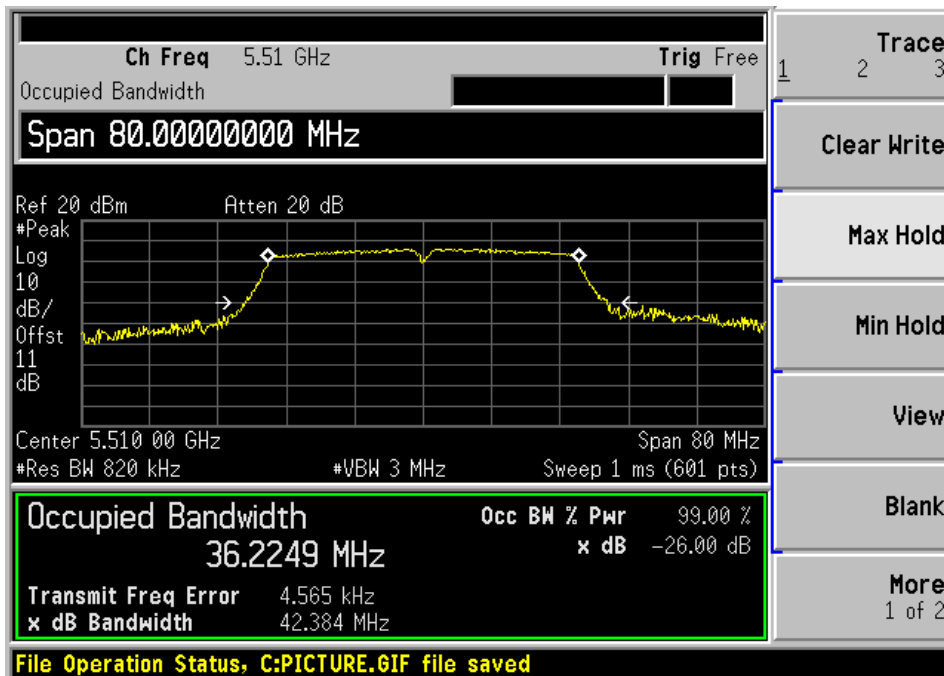 Ch Freq 5.51 GHz Trig Free
Occupied Bandwidth
Span 80.00000000 MHz
Ref 20 dBm Atten 20 dB
#Peak
Log
10
dB/
Offst
11
dB
Center 5.510 00 GHz Span 80 MHz
#Res BW 820 kHz #VBW 3 MHz Sweep 1 ms (601 pts)
Occupied Bandwidth Occ BW % Pwr 99.00 %
36.2249 MHz x dB -26.00 dB
Transmit Freq Error 4.565 kHz
x dB Bandwidth 42.384 MHz
File Operation Status, C:PICTURE.GIF file saved
Trace
1 2 3
Clear Write
Max Hold
Min Hold
View
Blank
More
1 of 2